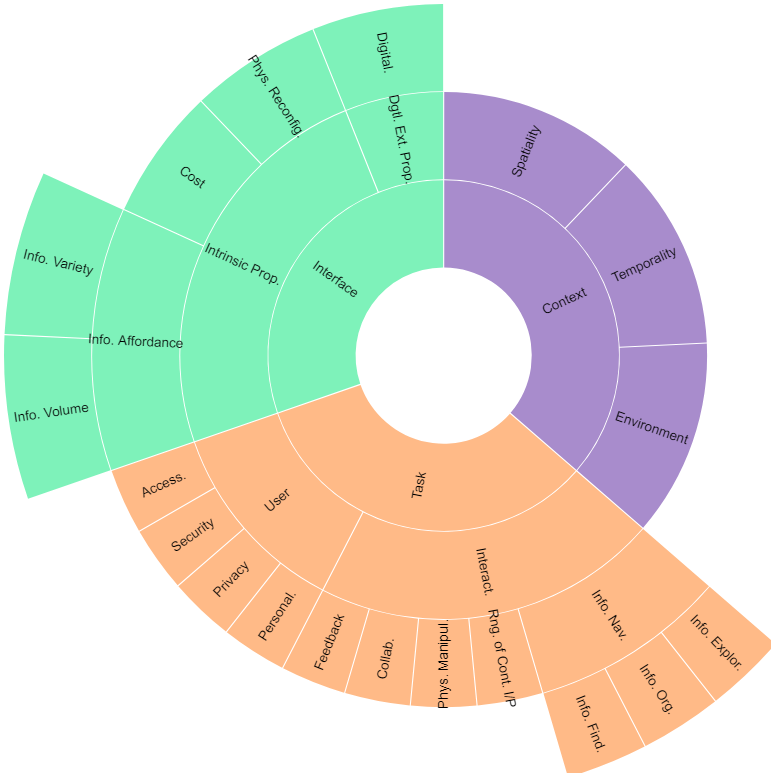 Digital.
Phys. Reconfig.
Dgtl. Ext. Prop.
Spatiality
Cost
Info. Variety
Intrinsic Prop.
Interface
Temporality
Context
Info. Affordance
Info. Volume
Environment
Access.
User
Task
Security
Privacy
Personal.
Interact.
Feedback
Collab.
Phys. Manipul.
Rng. of Cont. I/P
Info. Nav.
Info. Explor.
Info. Org.
Info. Find.